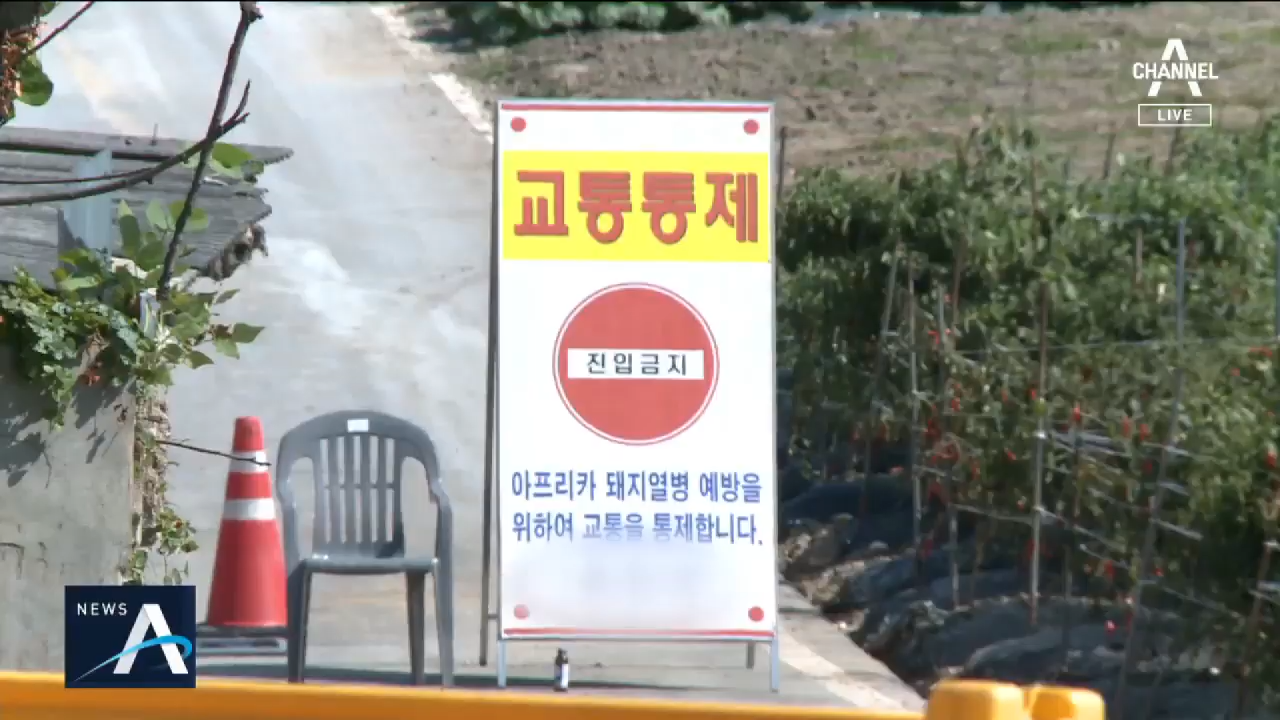 CHANNEL
LIVE
교통통제
진입금지
아프리카 돼지열병 예방을
위하여 교통을 통제합니다.
NEWS